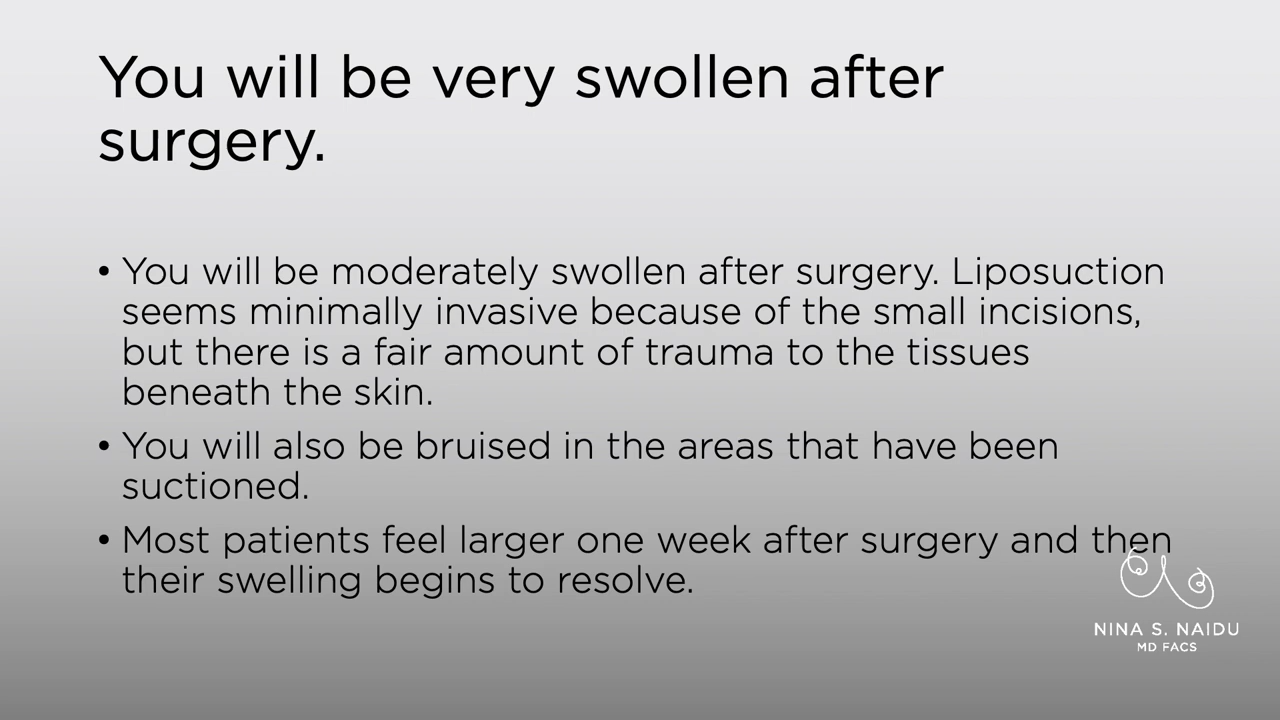 You will be very swollen after
surgery.
• You will be moderately swollen after surgery. Liposuction
seems minimally invasive because of the small incisions,
but there is a fair amount of trauma to the tissues
beneath the skin.
• You will also be bruised in the areas that have been
suctioned.
• Most patients feel larger one week after surgery and then
their swelling begins to resolve.
NINA S. NAIDU
MD FACS